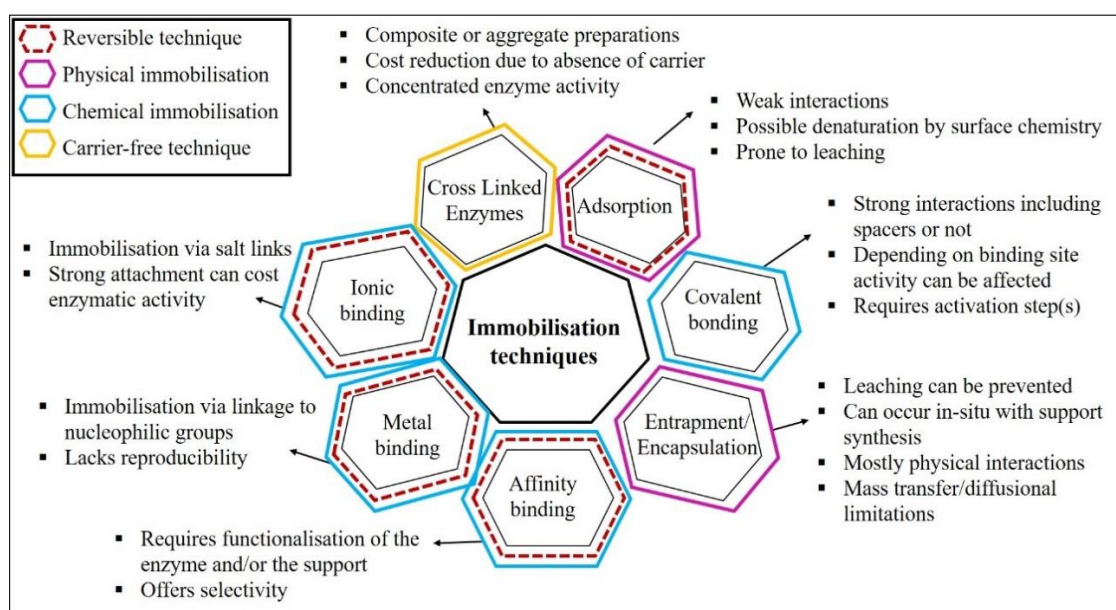 Reversible technique
Physical immobilisation
Chemical immobilisation
Carrier-free technique
▪ Composite or aggregate preparations
▪ Cost reduction due to absence of carrier
▪ Concentrated enzyme activity
▪ Weak interactions
▪ Possible denaturation by surface chemistry
▪ Prone to leaching
Cross Linked
Enzymes
Adsorption
▪ Strong interactions including
spacers or not
▪ Depending on binding site
activity can be affected
▪ Requires activation step(s)
▪ Immobilisation via salt links
▪ Strong attachment can cost
enzymatic activity
Ionic
binding
Covalent
bonding
Immobilisation
techniques
▪ Leaching can be prevented
▪ Can occur in-situ with support
synthesis
▪ Mostly physical interactions
▪ Mass transfer/diffusional
limitations
▪ Immobilisation via linkage to
nucleophilic groups
▪ Lacks reproducibility
Metal
binding
Entrapment/
Encapsulation
Affinity
binding
▪ Requires functionalisation of the
enzyme and/or the support
▪ Offers selectivity